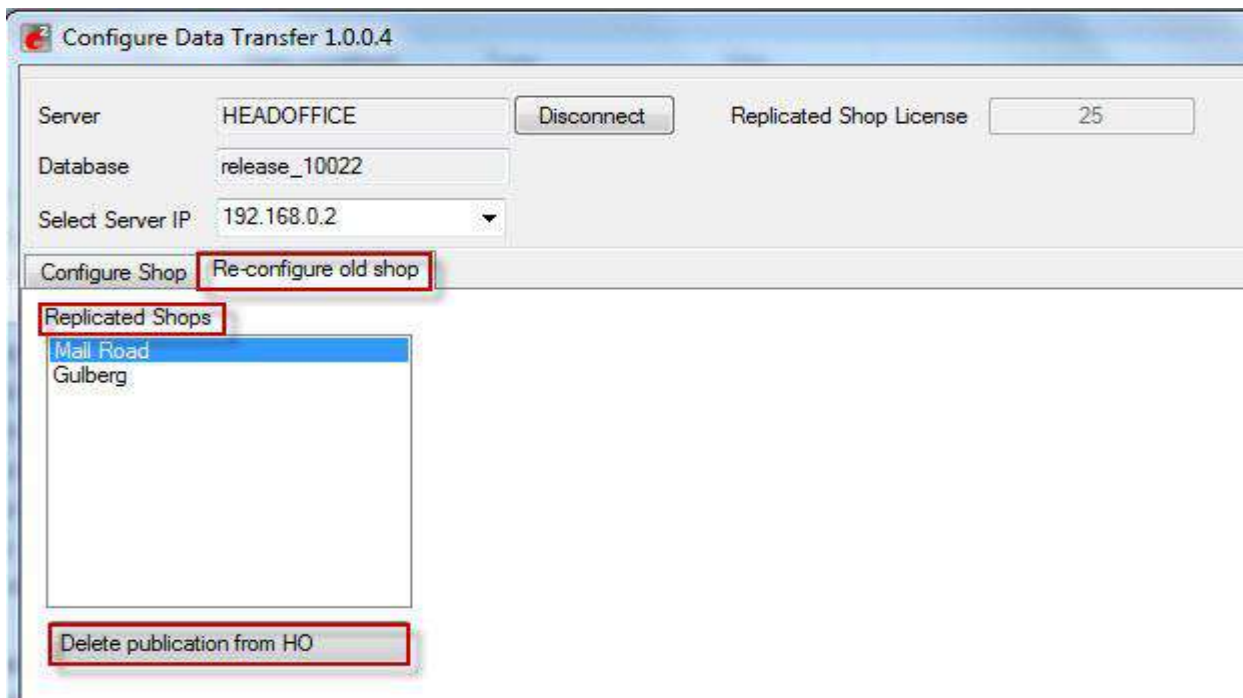 Configure Data Transfer 1.0.0.4
Server HEADOFFICE Disconnect Replicated Shop License 25
Database release_10022
Select Server IP 192.168.0.2
Configure Shop Re-configure old shop
Replicated Shops
Mail Road
Gulberg
Delete publication from HO